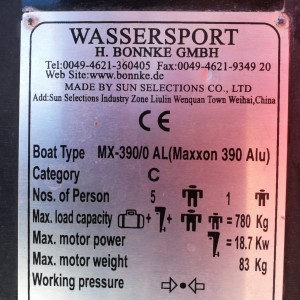 WASSERSPORT
H. BONNKE GMBH
Tel:0049-4621-360405 Fax:0049-4621-9349 20
Web Site:www.bonnke.de
MADE BY SUN SELECTIONS CO., LTD
Add:Sun Selections Industry Zone Liulin Wenquan Town Weihai,China
CE
Boat Type MX-390/0 AL(Maxxon 390 Alu)
Category C
Nos. of Person 5 1
Max. load capacity + + = 780 Kg
Max. motor power = 18.7 Kw
Max. motor weight 83 Kg
Working pressure